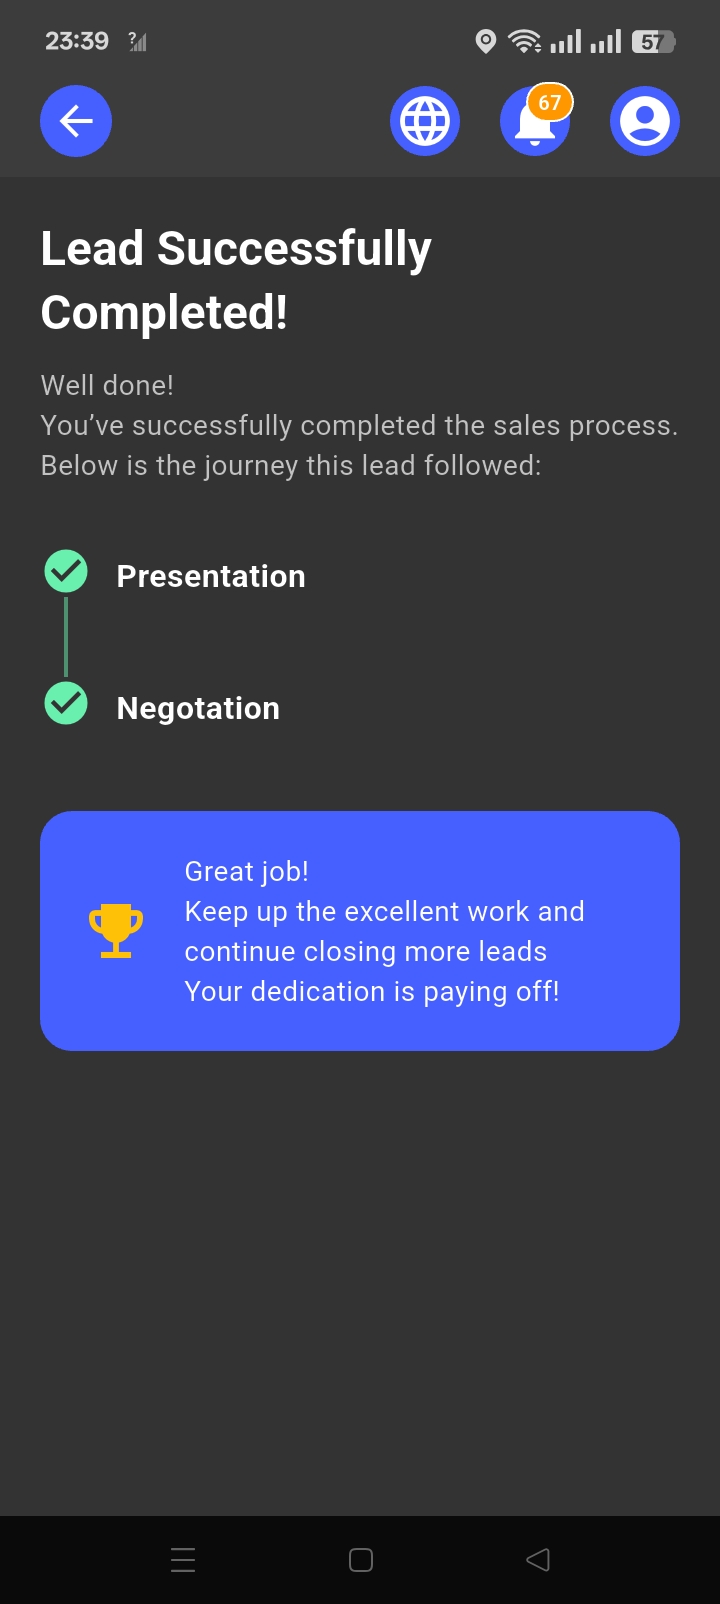 23:39
?
57
67
Lead Successfully
Completed!
Well done!
You’ve successfully completed the sales process.
Below is the journey this lead followed:
Presentation
Negotation
Great job!
Keep up the excellent work and
continue closing more leads
Your dedication is paying off!